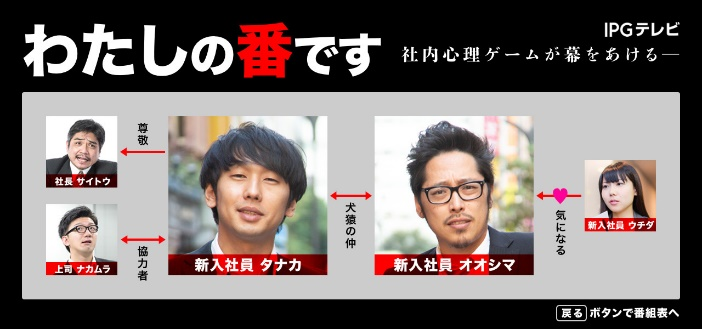 わたしの番です
IPGテレビ
社内心理ゲームが幕をあける—
尊敬
社長 サイトウ
協力者
上司 ナカムラ
新入社員 タナカ
犬猿の仲
新入社員 オオシマ
気になる
新入社員 ウチダ
戻る ボタンで番組表へ